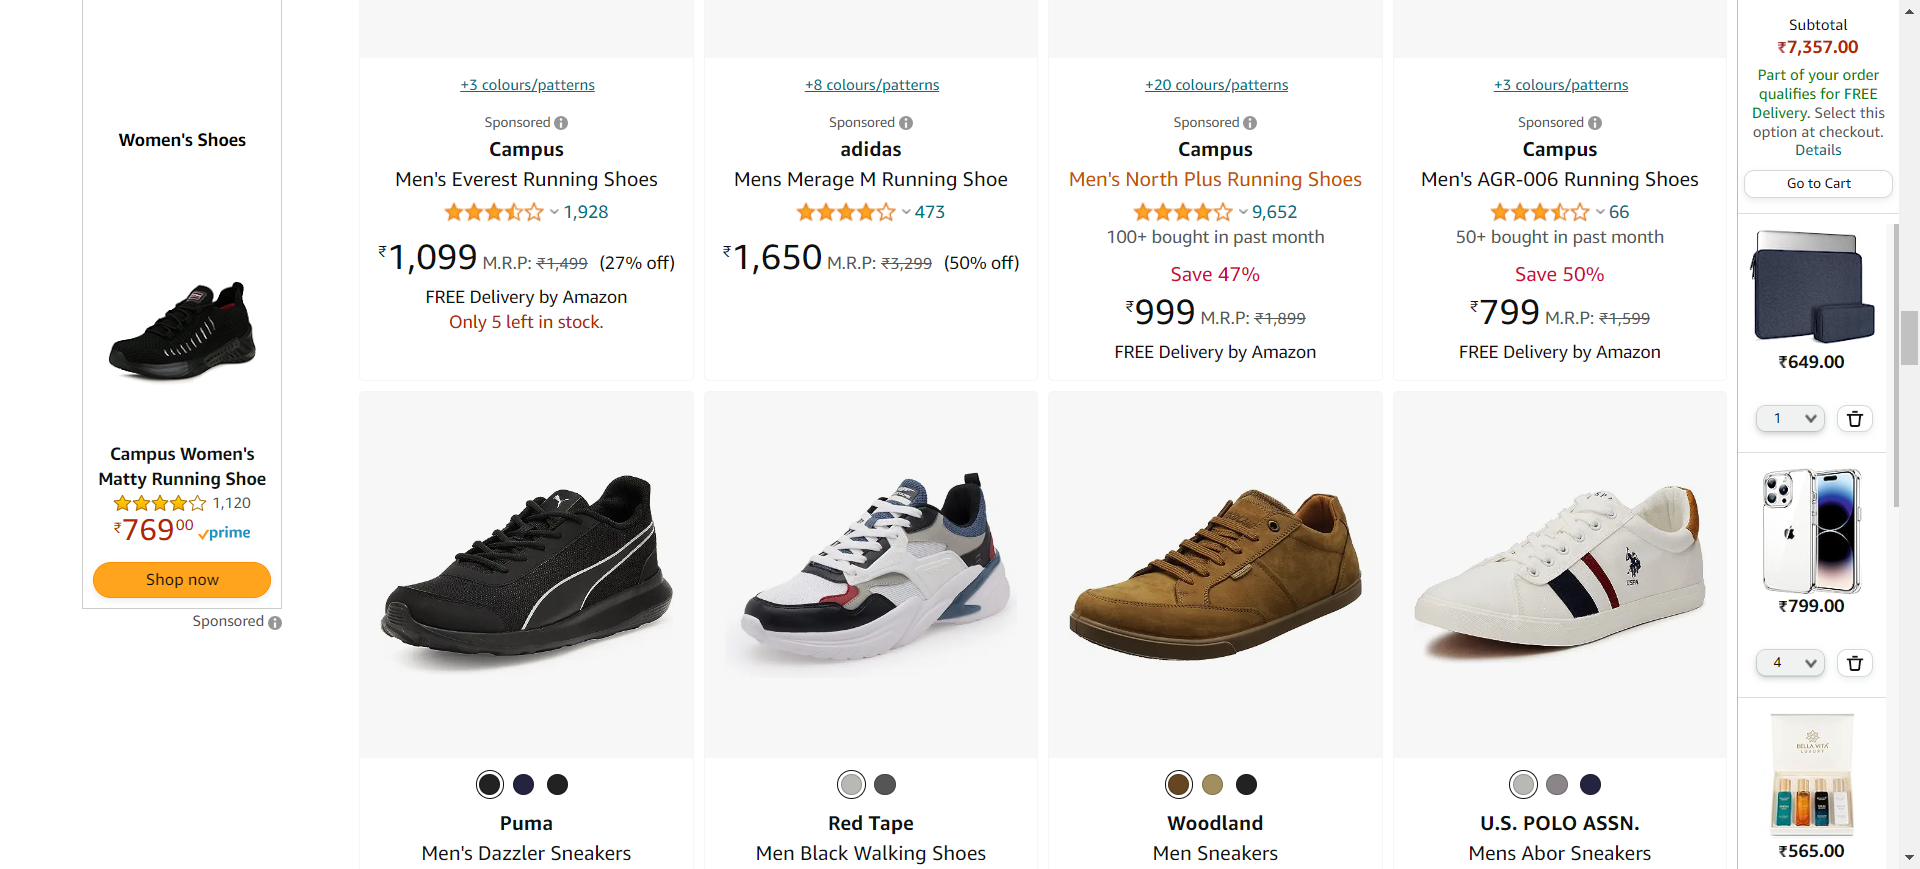 Women's Shoes
Campus Women's
Matty Running Shoe
1,120
₹76900 prime
Shop now
Sponsored
+3 colours/patterns
Sponsored
Campus
Men's Everest Running Shoes
1,928
₹1,099 M.R.P: ₹1,499 (27% off)
FREE Delivery by Amazon
Only 5 left in stock.
+8 colours/patterns
Sponsored
adidas
Mens Merage M Running Shoe
473
₹1,650 M.R.P: ₹3,299 (50% off)
+20 colours/patterns
Sponsored
Campus
Men's North Plus Running Shoes
9,652
100+ bought in past month
Save 47%
₹999 M.R.P: ₹1,899
FREE Delivery by Amazon
+3 colours/patterns
Sponsored
Campus
Men's AGR-006 Running Shoes
66
50+ bought in past month
Save 50%
₹799 M.R.P: ₹1,599
FREE Delivery by Amazon
Puma
Men's Dazzler Sneakers
Red Tape
Men Black Walking Shoes
Woodland
Men Sneakers
USPA
U.S. POLO ASSN.
Mens Abor Sneakers
Subtotal
₹7,357.00
Part of your order
qualifies for FREE
Delivery. Select this
option at checkout.
Details
Go to Cart
₹649.00
1
₹799.00
4
BELLA VITA
LUXURY
₹565.00